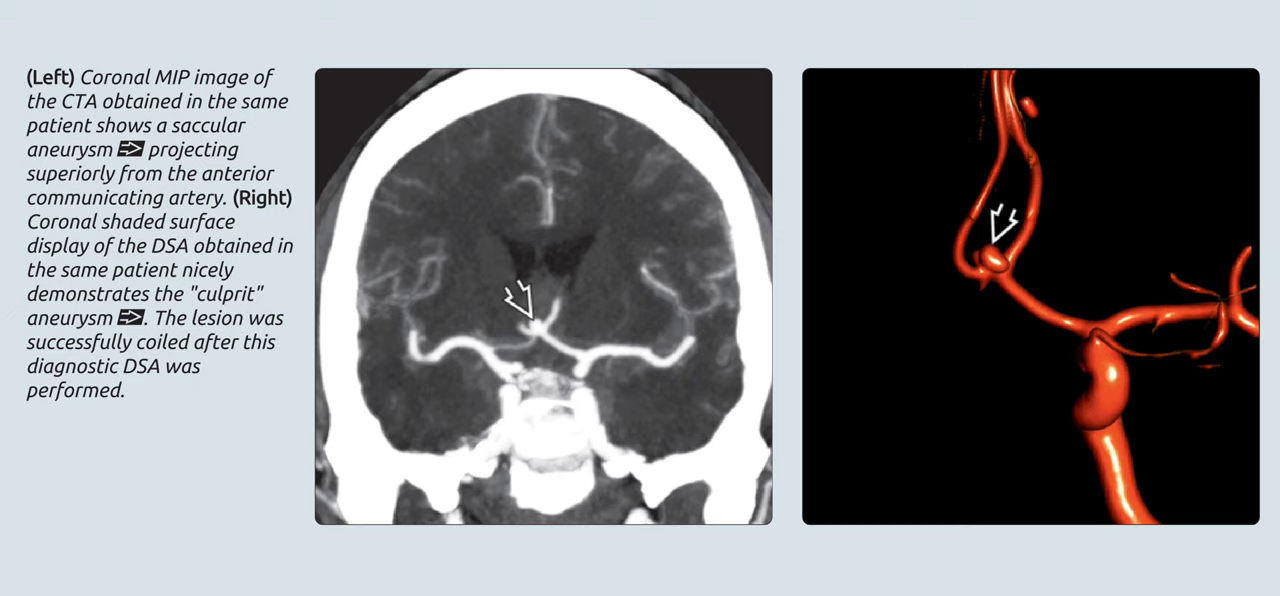 (Left) Coronal MIP image of
the CTA obtained in the same
patient shows a saccular
aneurysm projecting
superiorly from the anterior
communicating artery. (Right)
Coronal shaded surface
display of the DSA obtained in
the same patient nicely
demonstrates the "culprit"
aneurysm . The lesion was
successfully coiled after this
diagnostic DSA was
performed.